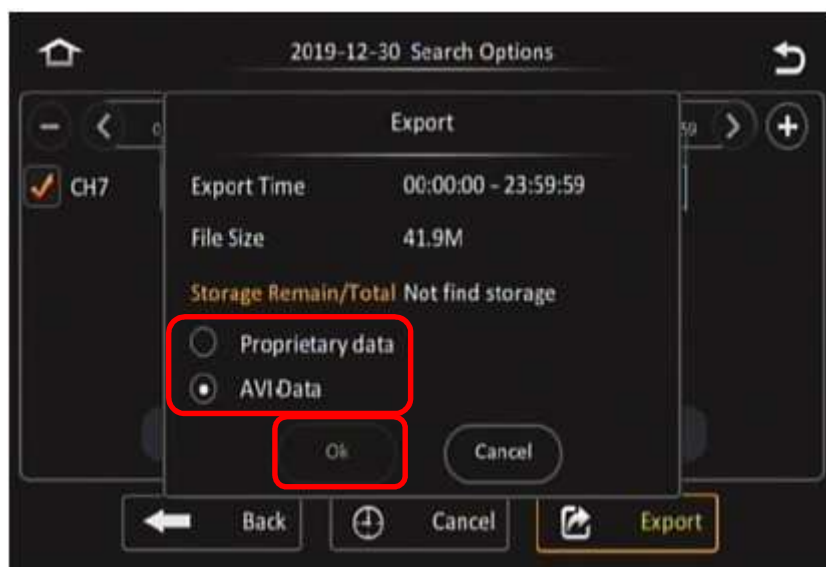 2019-12-30 Search Options
Export
CH7
Export Time 00:00:00 - 23:59:59
File Size 41.9M
Storage Remain/Total Not find storage
Proprietary data
AVI Data
Ok Cancel
Back Cancel Export